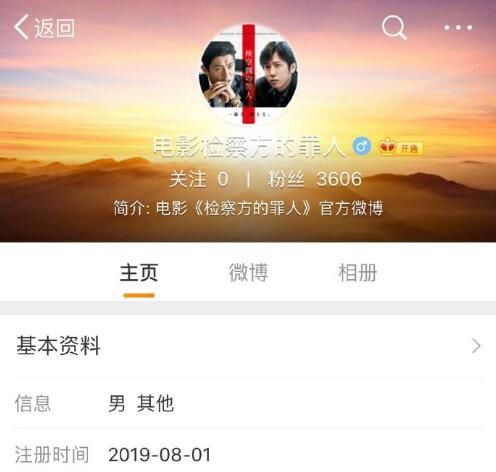 返回
検察側の罪人
电影检察方的罪人 开通
关注 0 | 粉丝 3606
简介: 电影《检察方的罪人》官方微博
主页 微博 相册
基本资料
信息 男 其他
注册时间 2019-08-01